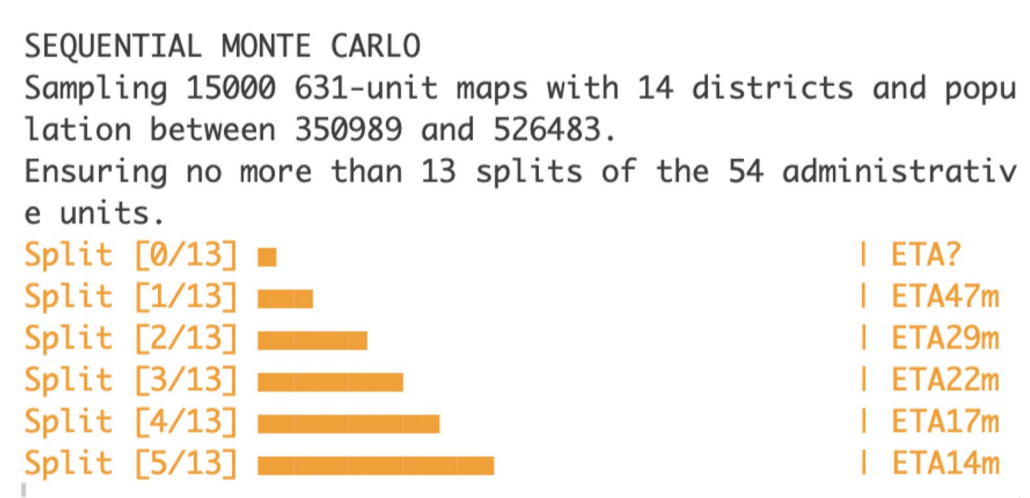 SEQUENTIAL MONTE CARLO
Sampling 15000 631-unit maps with 14 districts and popu
lation between 350989 and 526483.
Ensuring no more than 13 splits of the 54 administrativ
e units.
Split [0/13] ■ | ETA?
Split [1/13] ■■■ | ETA47m
Split [2/13] ■■■■■■ | ETA29m
Split [3/13] ■■■■■■■■ | ETA22m
Split [4/13] ■■■■■■■■■■ | ETA17m
Split [5/13] ■■■■■■■■■■■■■ | ETA14m